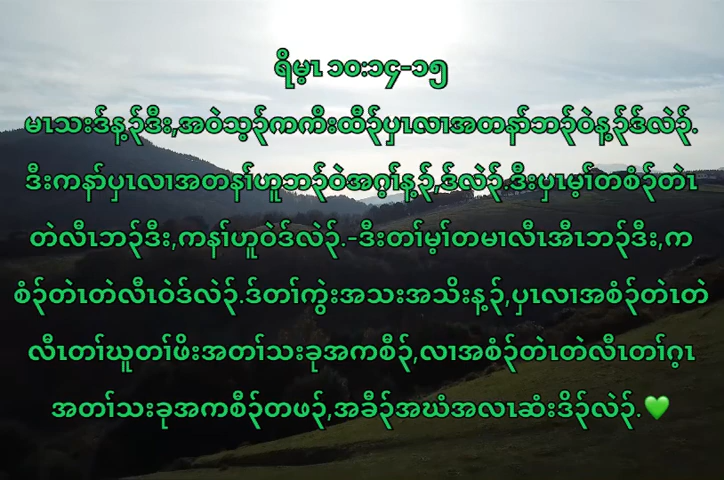 ရိမ့ၤ ၁၀:၁၄-၁၅
မၤသးဒ်န့ၣ်ဒီး,အဝဲသ့ၣ်ကကိးထီၣ်ပှၤလၢအတနာ်ဘၣ်ဝဲန့ၣ်ဒ်လဲၣ်.
ဒီးကနာ်ပှၤလၢအတနၢ်ဟူဘၣ်ဝဲအဂ့ၢ်န့ၣ်,ဒ်လဲၣ်.ဒီးပှၤမ့ၢ်တစံၣ်တဲၤ
တဲလီၤဘၣ်ဒီး,ကနၢ်ဟူဝဲဒ်လဲၣ်.-ဒီးတၢ်မ့ၢ်တမၢလီၤအီၤဘၣ်ဒီး,က
စံၣ်တဲၤတဲလီၤဝဲဒ်လဲၣ်.ဒ်တၢ်ကွဲးအသးအသိးန့ၣ်,ပှၤလၢအစံၣ်တဲၤတဲ
လီၤတၢ်ဃူတၢ်ဖိးအတၢ်သးခုအကစီၣ်,လၢအစံၣ်တဲၤတဲလီၤတၢ်ဂ့ၤ
အတၢ်သးခုအကစီၣ်တဖၣ်,အခီၣ်အဃံအလၤဆံးဒိၣ်လဲၣ်.💚